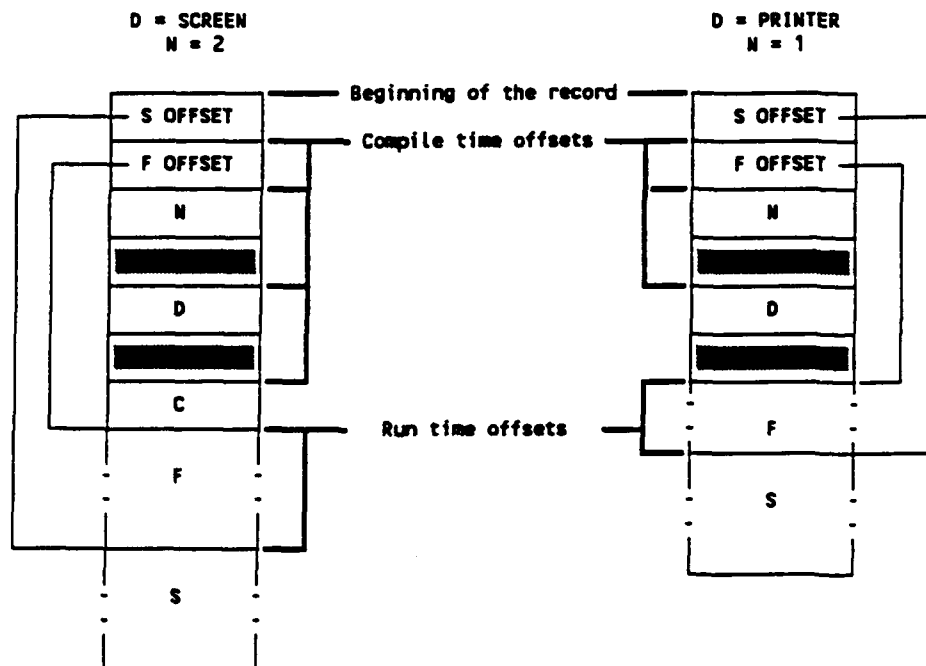 D = SCREEN
N = 2
D = PRINTER
N = 1
Beginning of the record
S OFFSET
S OFFSET
Compile time offsets
F OFFSET
F OFFSET
N
N
D
D
C
Run time offsets
F
F
S
S